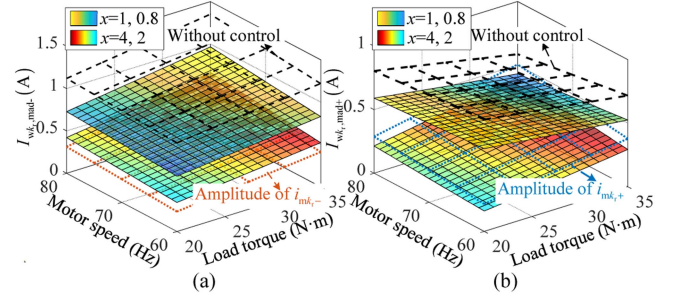 x=1, 0.8
x=4, 2
Without control
1.5
1
0.5
0
I_wk_r,mad- (A)
80
70
60
Motor speed (Hz)
20
25
30
35
Load torque (N·m)
Amplitude of i_mk_r−
(a)
x=1, 0.8
x=4, 2
Without control
1
0.5
0
I_wk_r,mad+ (A)
80
70
60
Motor speed (Hz)
20
25
30
35
Load torque (N·m)
Amplitude of i_mk_r+
(b)